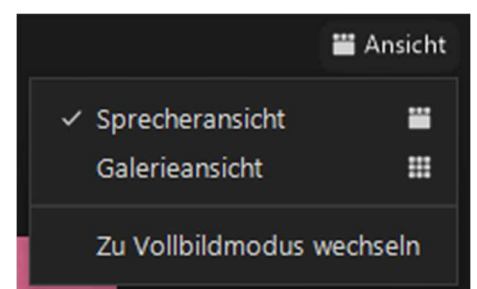 Ansicht
Sprecheransicht
Galerieansicht
Zu Vollbildmodus wechseln